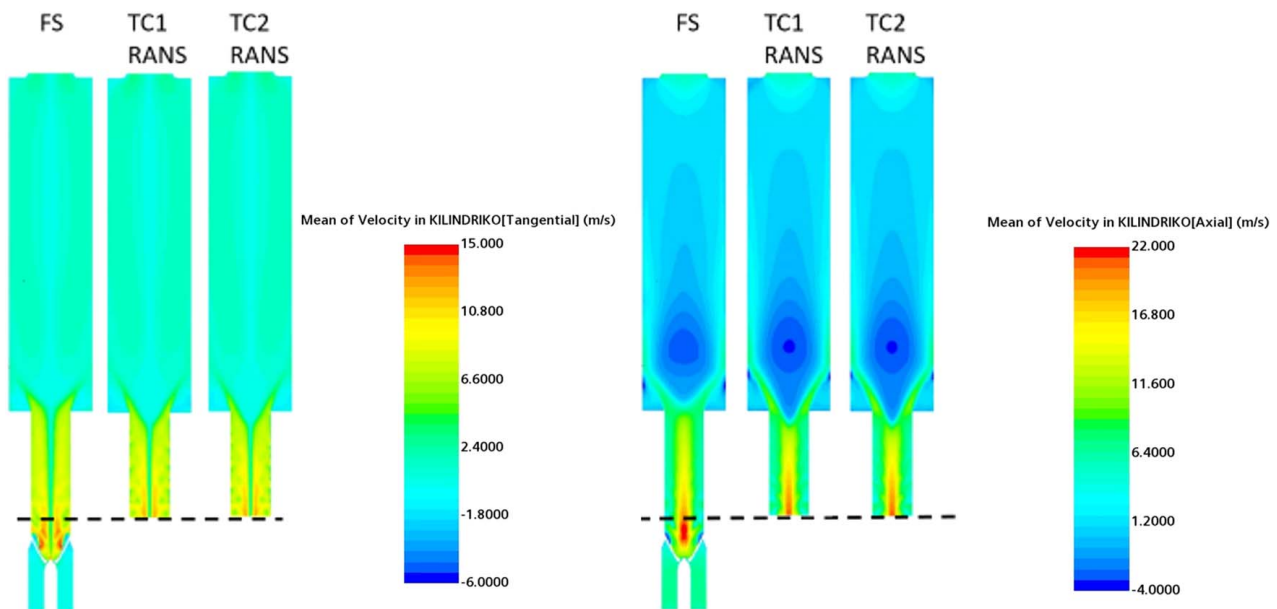 FS
TC1
RANS
TC2
RANS
Mean of Velocity in KILINDRIKO[Tangential] (m/s)
15.000
10.800
6.6000
2.4000
-1.8000
-6.0000
FS
TC1
RANS
TC2
RANS
Mean of Velocity in KILINDRIKO[Axial] (m/s)
22.000
16.800
11.600
6.4000
1.2000
-4.0000